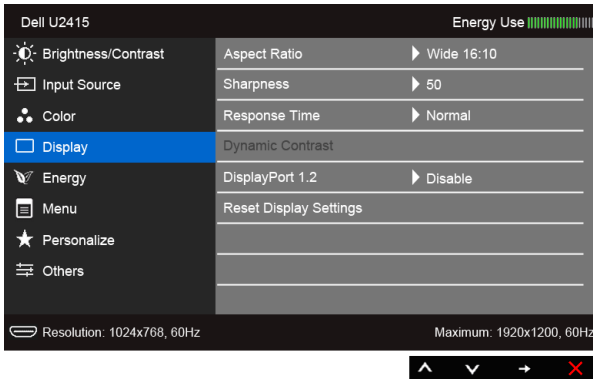 Dell U2415 Energy Use
Brightness/Contrast Aspect Ratio Wide 16:10
Input Source Sharpness 50
Color Response Time Normal
Display Dynamic Contrast
Energy DisplayPort 1.2 Disable
Menu Reset Display Settings
Personalize
Others
Resolution: 1024x768, 60Hz Maximum: 1920x1200, 60Hz